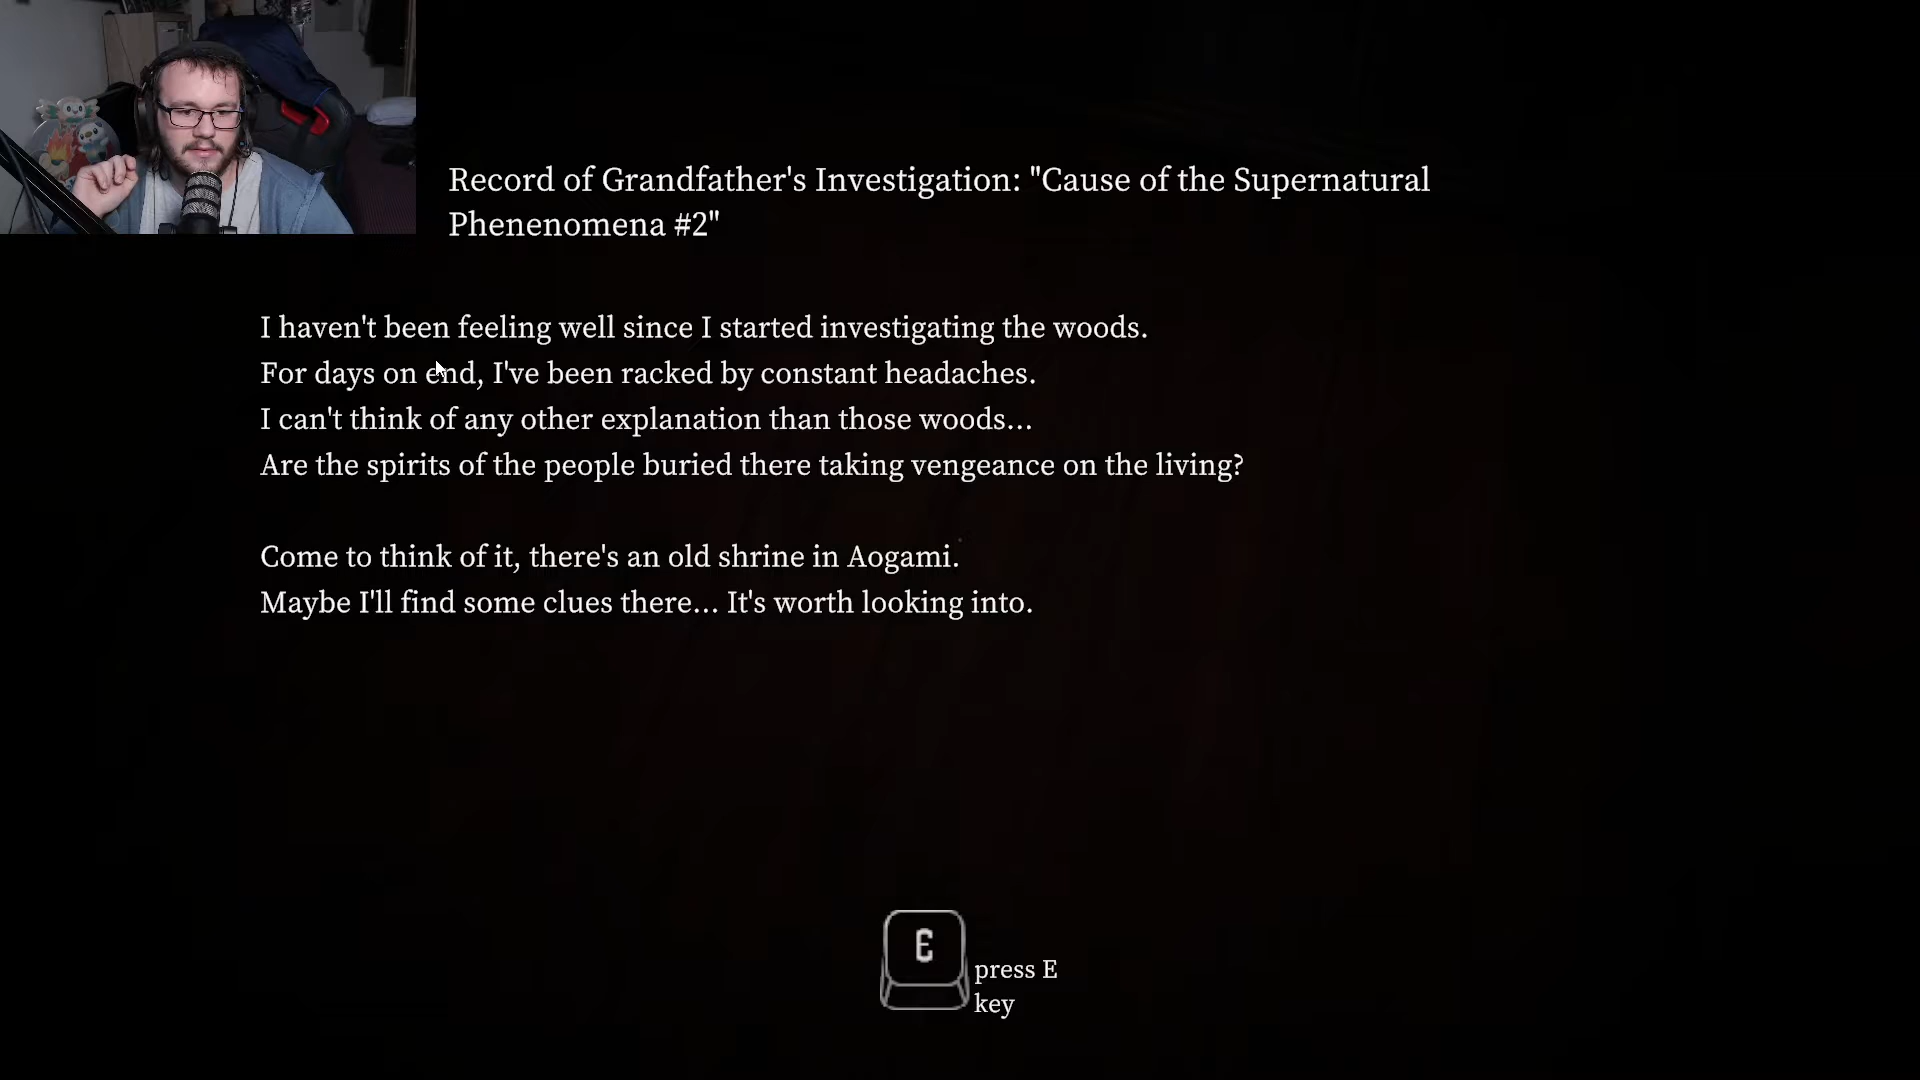 Record of Grandfather's Investigation: "Cause of the Supernatural
Phenenomena #2"
I haven't been feeling well since I started investigating the woods.
For days on end, I've been racked by constant headaches.
I can't think of any other explanation than those woods...
Are the spirits of the people buried there taking vengeance on the living?
Come to think of it, there's an old shrine in Aogami.
Maybe I'll find some clues there... It's worth looking into.
E
press E
key